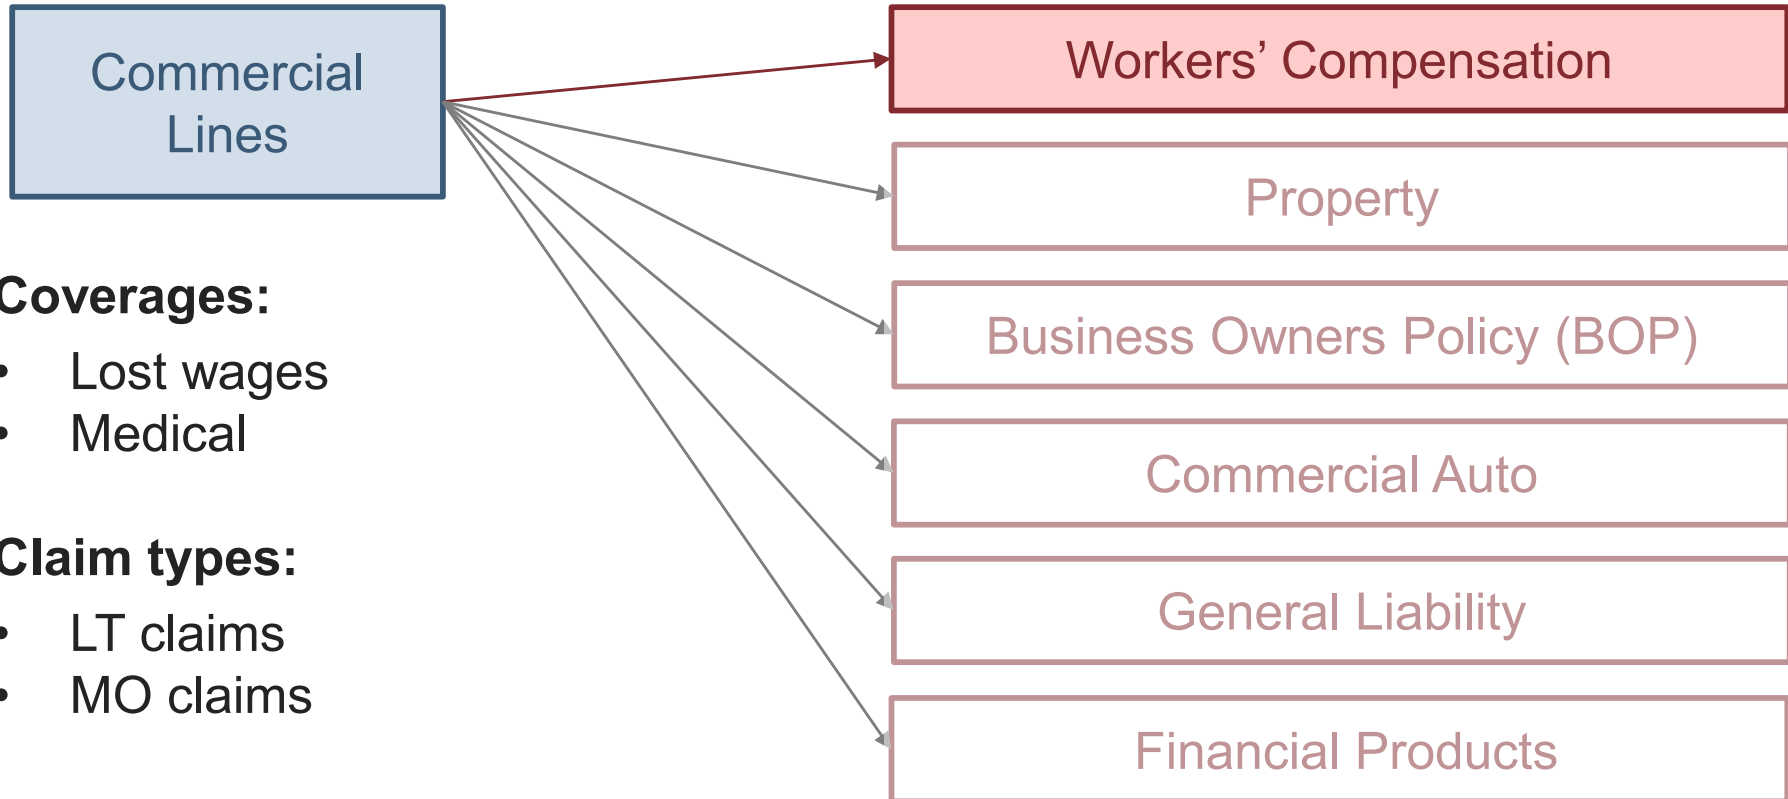 Commercial
Lines
Workers’ Compensation
Property
Business Owners Policy (BOP)
Commercial Auto
General Liability
Financial Products
Coverages:
• Lost wages
• Medical
Claim types:
• LT claims
• MO claims